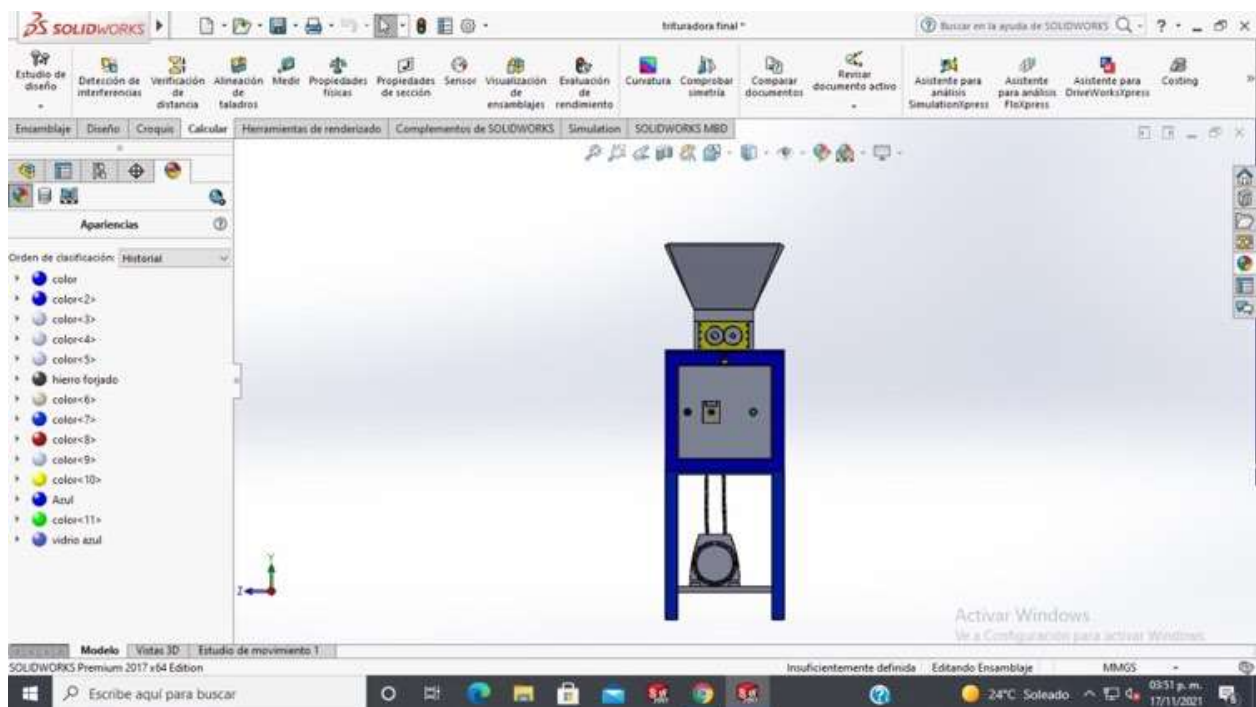 SOLIDWORKS
trituradora final *
Buscar en la ayuda de SOLIDWORKS
Estudio de diseño
Detección de interferencias
Verificación de distancia
Alineación de taladros
Medir
Propiedades físicas
Propiedades de sección
Sensor
Visualización de ensamblajes
Evaluación de rendimiento
Curvatura
Comprobar simetría
Comparar documentos
Revisar documento activo
Asistente para análisis SimulationXpress
Asistente para análisis FloXpress
Asistente para DriveWorksXpress
Costing
Ensamblaje Diseño Croquis Calcular Herramientas de renderizado Complementos de SOLIDWORKS Simulation SOLIDWORKS MBD
Apariencias
Orden de clasificación: Historial
color
color<2>
color<3>
color<4>
color<5>
hierro forjado
color<6>
color<7>
color<8>
color<9>
color<10>
Azul
color<11>
vidrio azul
Y
Z
Activar Windows
Ve a Configuración para activar Windows.
Modelo Vistas 3D Estudio de movimiento 1
SOLIDWORKS Premium 2017 x64 Edition
Insuficientemente definida Editando Ensamblaje MMGS
Escribe aquí para buscar
24°C Soleado
03:51 p. m.
17/11/2021